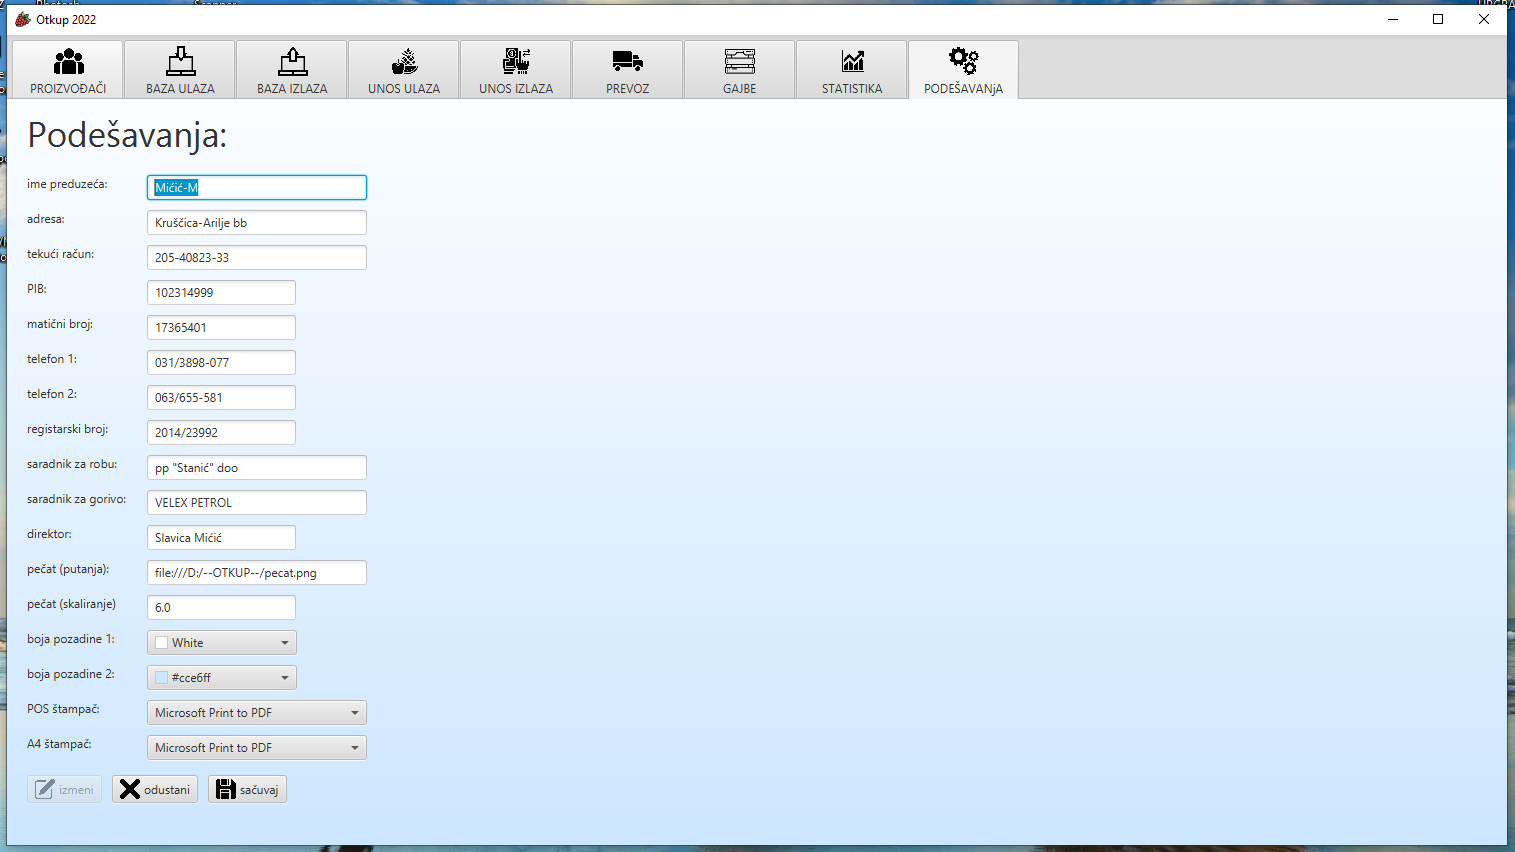 Otkup 2022
PROIZVOĐAČI
BAZA ULAZA
BAZA IZLAZA
UNOS ULAZA
UNOS IZLAZA
PREVOZ
GAJBE
STATISTIKA
PODEŠAVANjA
Podešavanja:
ime preduzeća: Mićić-M
adresa: Kruščica-Arilje bb
tekući račun: 205-40823-33
PIB: 102314999
matični broj: 17365401
telefon 1: 031/3898-077
telefon 2: 063/655-581
registarski broj: 2014/23992
saradnik za robu: pp "Stanić" doo
saradnik za gorivo: VELEX PETROL
direktor: Slavica Mićić
pečat (putanja): file:///D:/--OTKUP--/pecat.png
pečat (skaliranje) 6.0
boja pozadine 1: White
boja pozadine 2: #cce6ff
POS štampač: Microsoft Print to PDF
A4 štampač: Microsoft Print to PDF
izmeni odustani sačuvaj